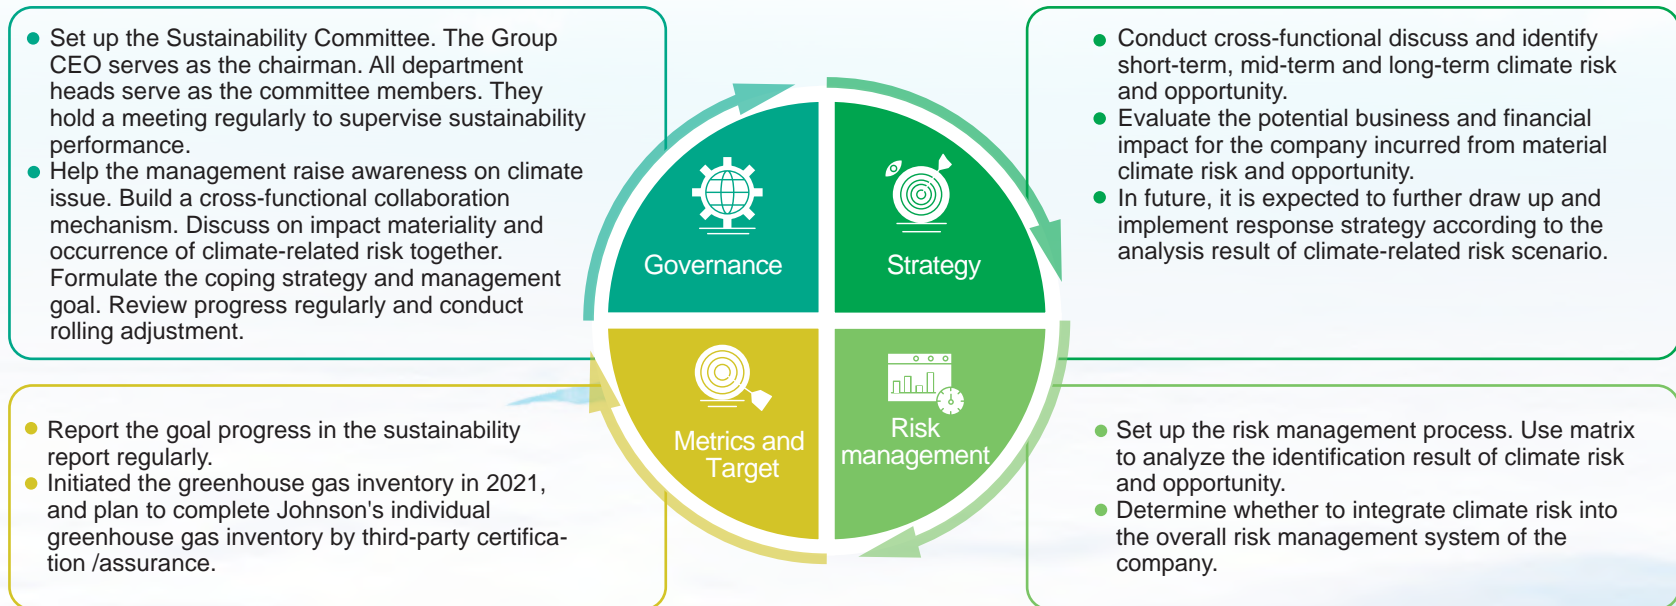 Set up the Sustainability Committee. The Group
CEO serves as the chairman. All department
heads serve as the committee members. They
hold a meeting regularly to supervise sustainability
performance.
Help the management raise awareness on climate
issue. Build a cross-functional collaboration
mechanism. Discuss on impact materiality and
occurrence of climate-related risk together.
Formulate the coping strategy and management
goal. Review progress regularly and conduct
rolling adjustment.
Governance
Strategy
Conduct cross-functional discuss and identify
short-term, mid-term and long-term climate risk
and opportunity.
Evaluate the potential business and financial
impact for the company incurred from material
climate risk and opportunity.
In future, it is expected to further draw up and
implement response strategy according to the
analysis result of climate-related risk scenario.
Report the goal progress in the sustainability
report regularly.
Initiated the greenhouse gas inventory in 2021,
and plan to complete Johnson's individual
greenhouse gas inventory by third-party certifica-
tion /assurance.
Metrics and
Target
Risk
management
Set up the risk management process. Use matrix
to analyze the identification result of climate risk
and opportunity.
Determine whether to integrate climate risk into
the overall risk management system of the
company.